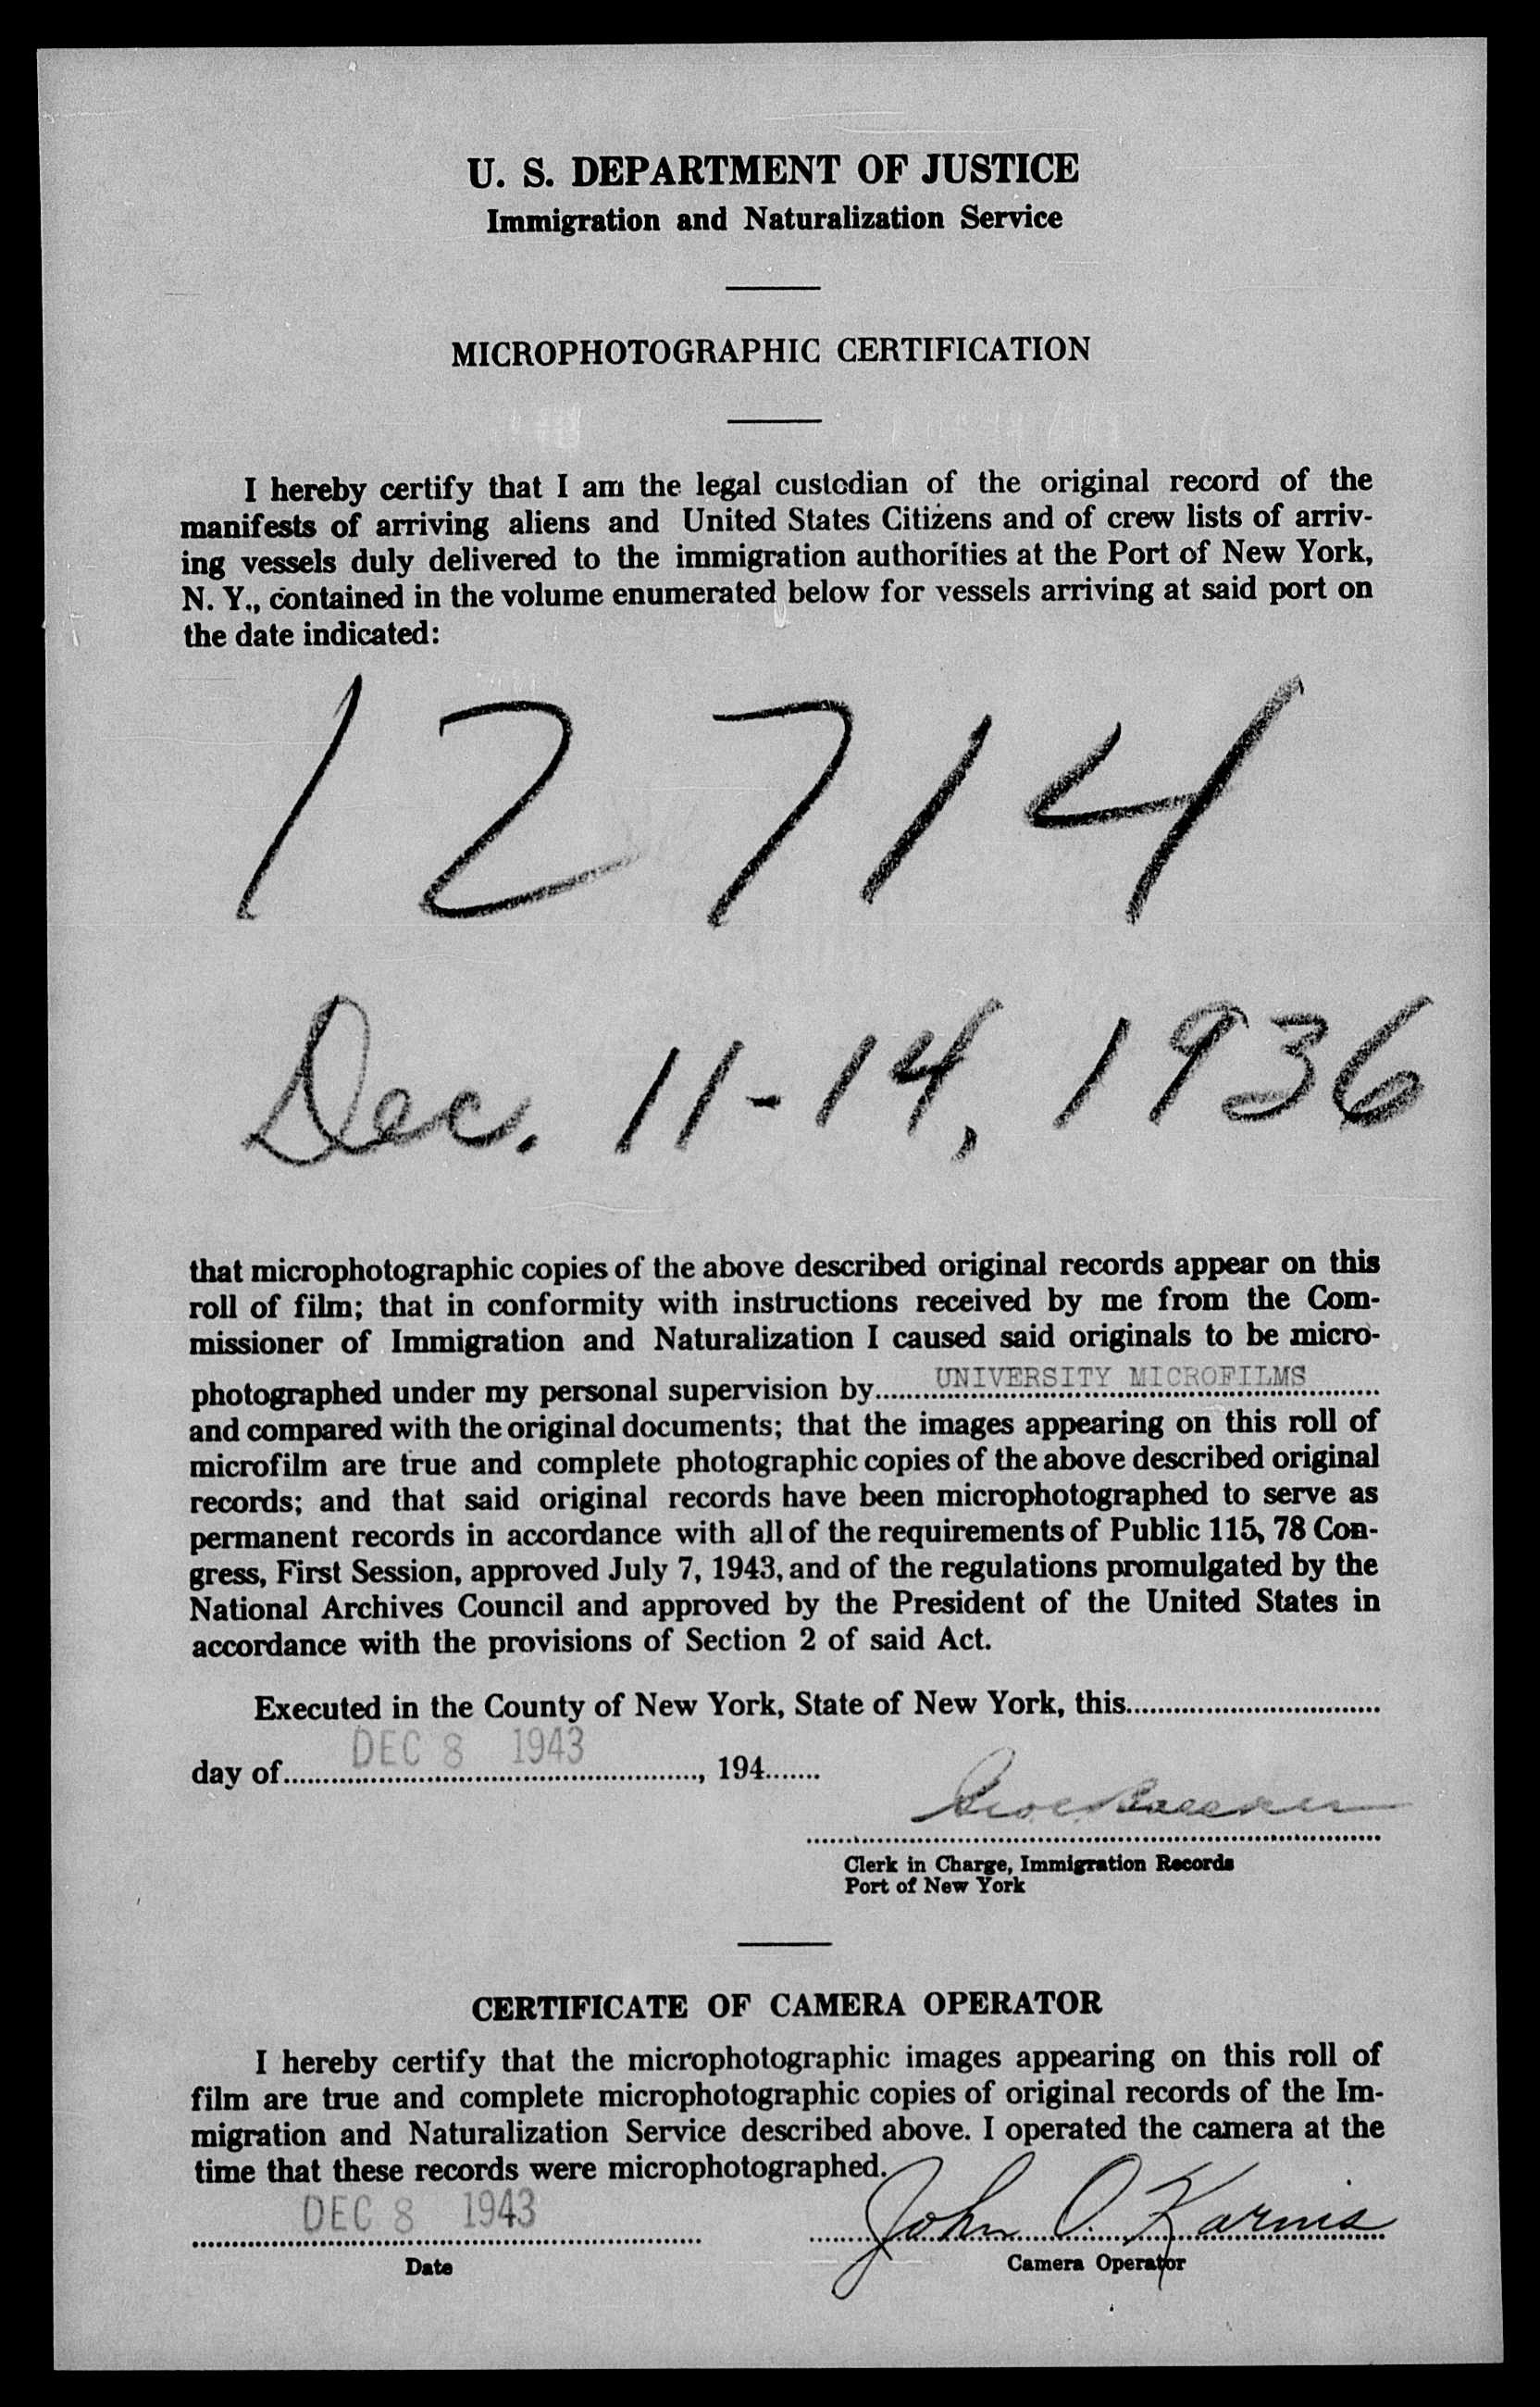 U. S. DEPARTMENT OF JUSTICE
Immigration and Naturalization Service
MICROPHOTOGRAPHIC CERTIFICATION
I hereby certify that I am the legal custodian of the original record of the
manifests of arriving aliens and United States Citizens and of crew lists of arriv-
ing vessels duly delivered to the immigration authorities at the Port of New York,
N. Y., contained in the volume enumerated below for vessels arriving at said port on
the date indicated:
12714
Dec. 11-14, 1936
that microphotographic copies of the above described original records appear on this
roll of film; that in conformity with instructions received by me from the Com-
missioner of Immigration and Naturalization I caused said originals to be micro-
photographed under my personal supervision by UNIVERSITY MICROFILMS
and compared with the original documents; that the images appearing on this roll of
microfilm are true and complete photographic copies of the above described original
records; and that said original records have been microphotographed to serve as
permanent records in accordance with all of the requirements of Public 115, 78 Con-
gress, First Session, approved July 7, 1943, and of the regulations promulgated by the
National Archives Council and approved by the President of the United States in
accordance with the provisions of Section 2 of said Act.
Executed in the County of New York, State of New York, this
day of DEC 8 1943, 194
Clerk in Charge, Immigration Records
Port of New York
CERTIFICATE OF CAMERA OPERATOR
I hereby certify that the microphotographic images appearing on this roll of
film are true and complete microphotographic copies of original records of the Im-
migration and Naturalization Service described above. I operated the camera at the
time that these records were microphotographed.
DEC 8 1943 John O. Karnis
Date Camera Operator